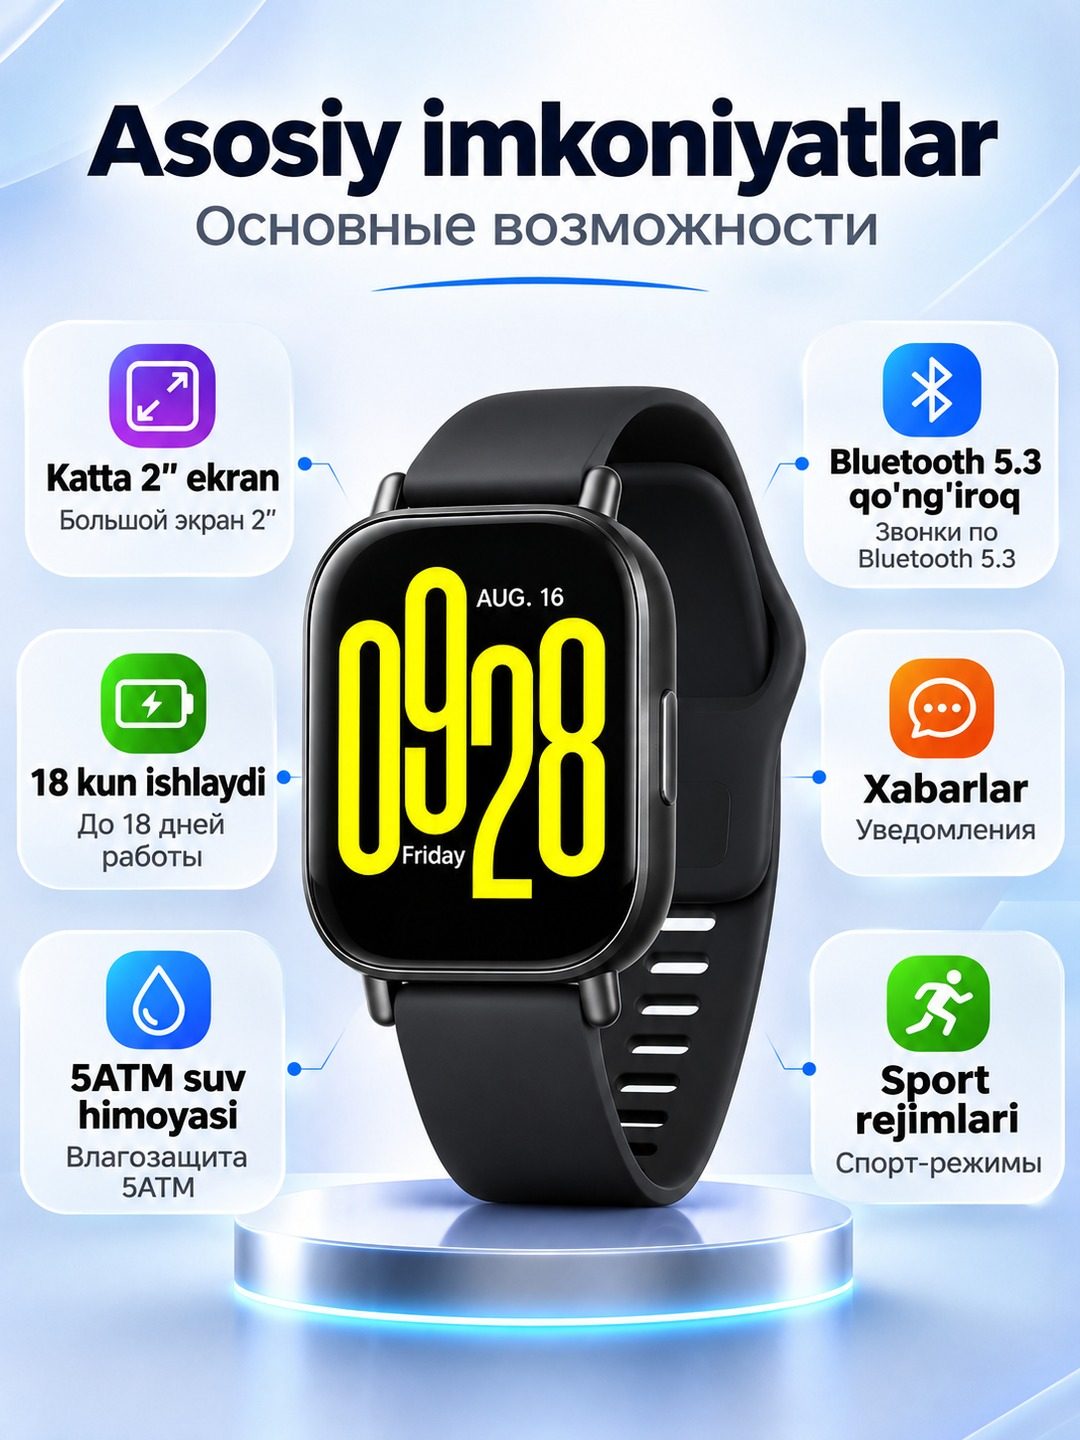 Asosiy imkoniyatlar
Основные возможности
Katta 2" ekran
Большой экран 2"
Bluetooth 5.3
qo'ng'iroq
Звонки по
Bluetooth 5.3
AUG. 16
0928
Friday
18 kun ishlaydi
До 18 дней
работы
Xabarlar
Уведомления
5ATM suv
himoyasi
Влагозащита
5ATM
Sport
rejimlari
Спорт-режимы